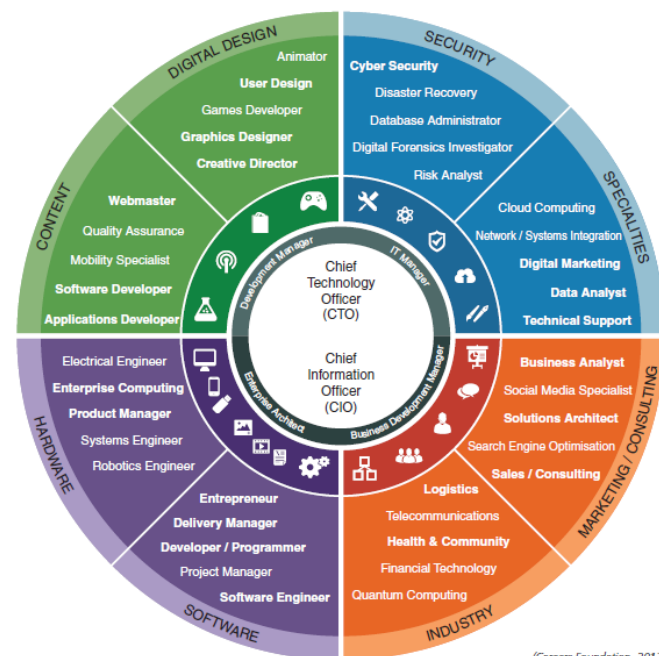 DIGITAL DESIGN
Animator
User Design
Games Developer
Graphics Designer
Creative Director
SECURITY
Cyber Security
Disaster Recovery
Database Administrator
Digital Forensics Investigator
Risk Analyst
CONTENT
Webmaster
Quality Assurance
Mobility Specialist
Software Developer
Applications Developer
SPECIALITIES
Cloud Computing
Network / Systems Integration
Digital Marketing
Data Analyst
Technical Support
Development Manager
IT Manager
Chief
Technology
Officer
(CTO)
Chief
Information
Officer
(CIO)
Enterprise Architect
Business Development Manager
HARDWARE
Electrical Engineer
Enterprise Computing
Product Manager
Systems Engineer
Robotics Engineer
MARKETING / CONSULTING
Business Analyst
Social Media Specialist
Solutions Architect
Search Engine Optimisation
Sales / Consulting
SOFTWARE
Entrepreneur
Delivery Manager
Developer / Programmer
Project Manager
Software Engineer
INDUSTRY
Logistics
Telecommunications
Health & Community
Financial Technology
Quantum Computing